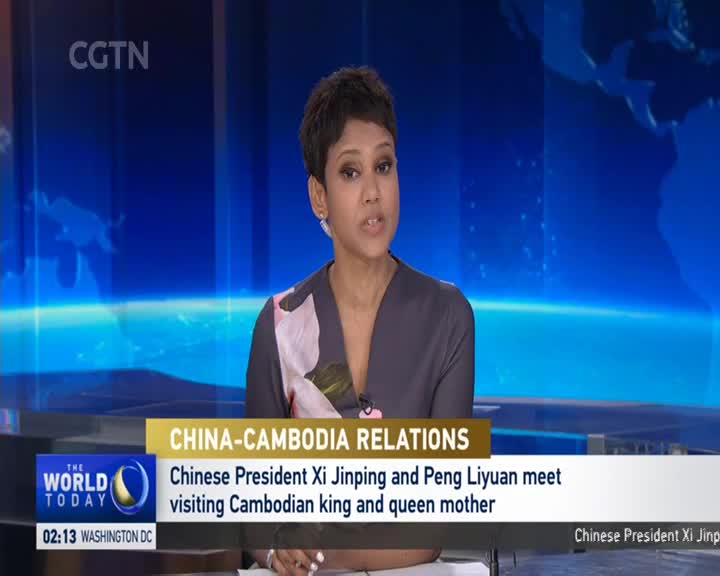 CGTN
CHINA-CAMBODIA RELATIONS
Chinese President Xi Jinping and Peng Liyuan meet
visiting Cambodian king and queen mother
THE
WORLD
TODAY
02:13 WASHINGTON DC
Chinese President Xi Jinp